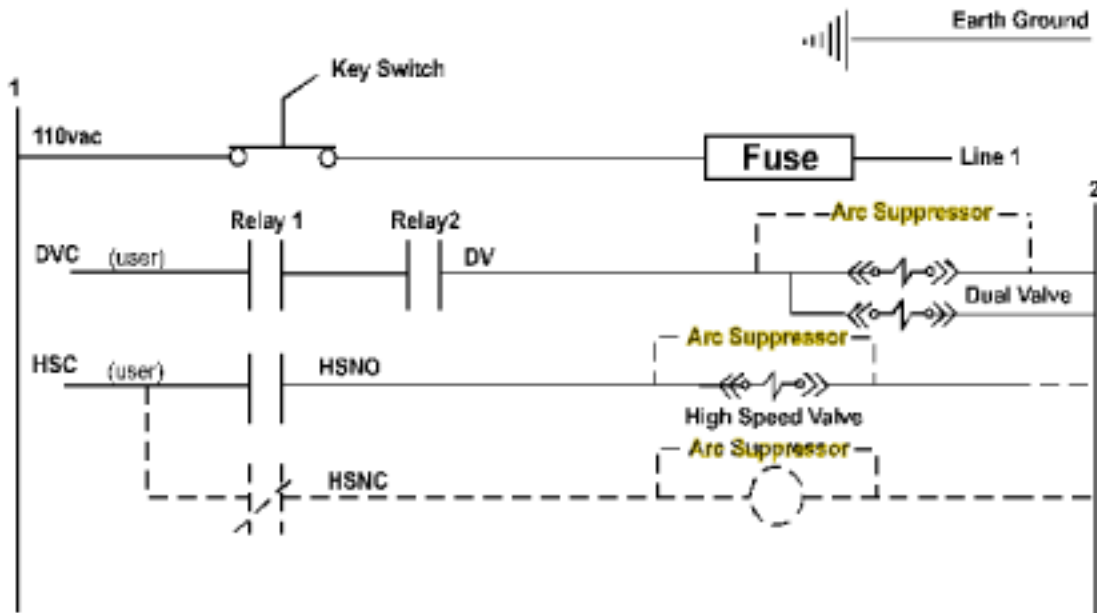 Earth Ground
Key Switch
1
110vac
Fuse
Line 1
2
Relay 1
Relay2
Arc Suppressor
DVC
(user)
DV
Dual Valve
Arc Suppressor
HSC
(user)
HSNO
High Speed Valve
Arc Suppressor
HSNC